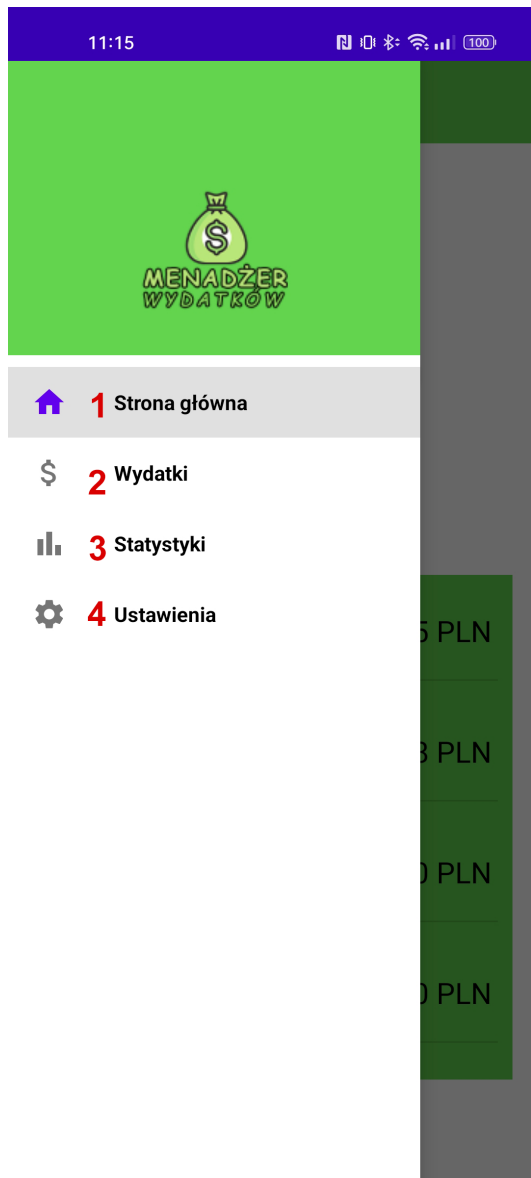 11:15
100
$
MENADŻER
WYDATKÓW
1 Strona główna
2 Wydatki
3 Statystyki
4 Ustawienia
5 PLN
PLN
0 PLN
0 PLN